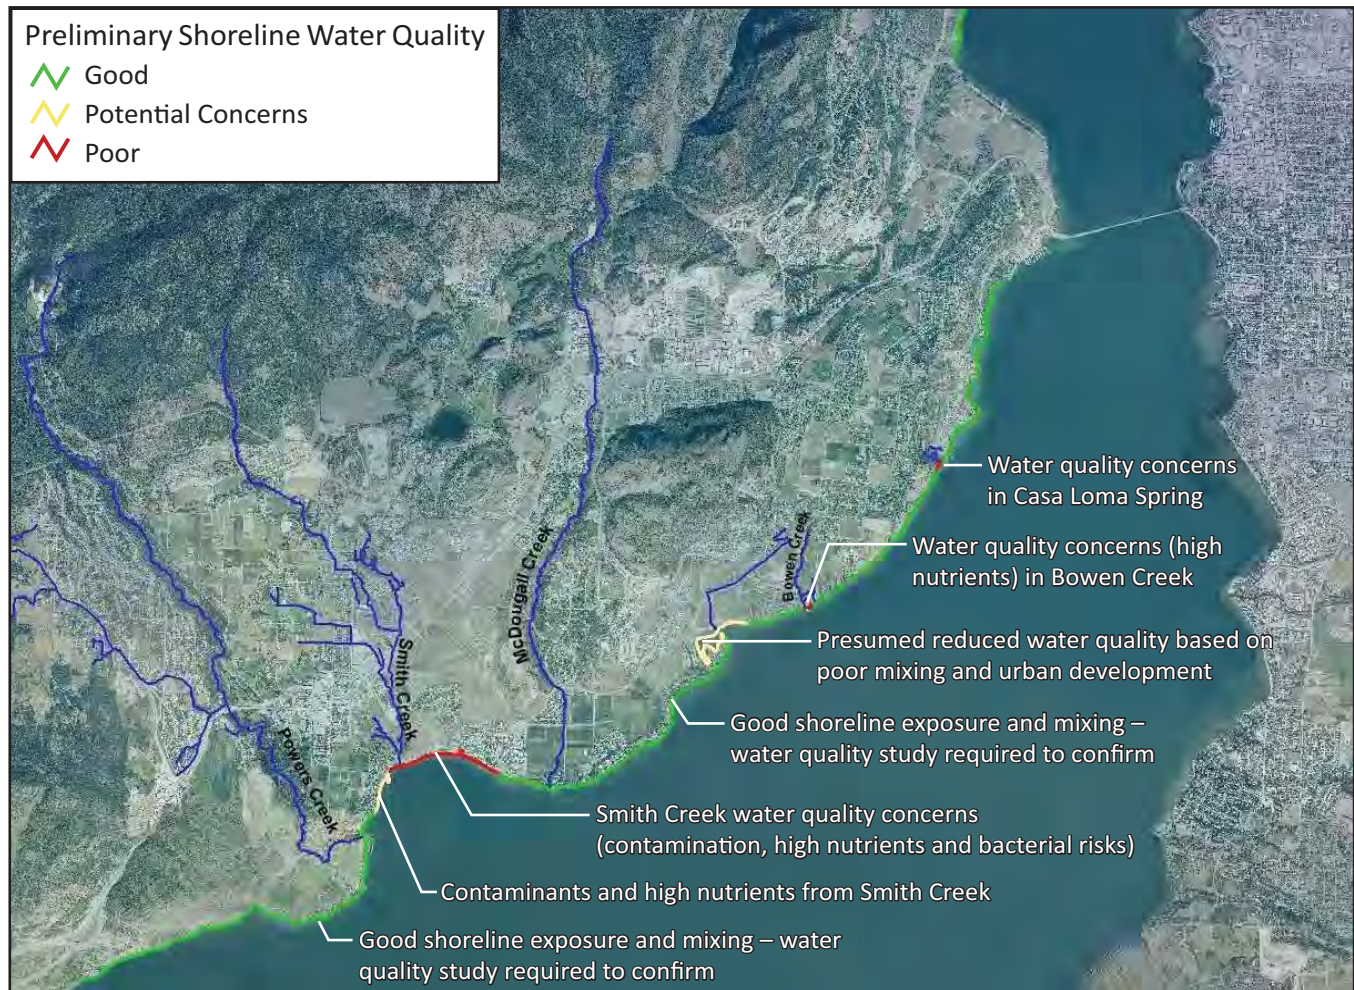 Preliminary Shoreline Water Quality
Good
Potential Concerns
Poor
McDougall Creek
Bowen Creek
Smith Creek
Powers Creek
Water quality concerns
in Casa Loma Spring
Water quality concerns (high
nutrients) in Bowen Creek
Presumed reduced water quality based on
poor mixing and urban development
Good shoreline exposure and mixing –
water quality study required to confirm
Smith Creek water quality concerns
(contamination, high nutrients and bacterial risks)
Contaminants and high nutrients from Smith Creek
Good shoreline exposure and mixing – water
quality study required to confirm